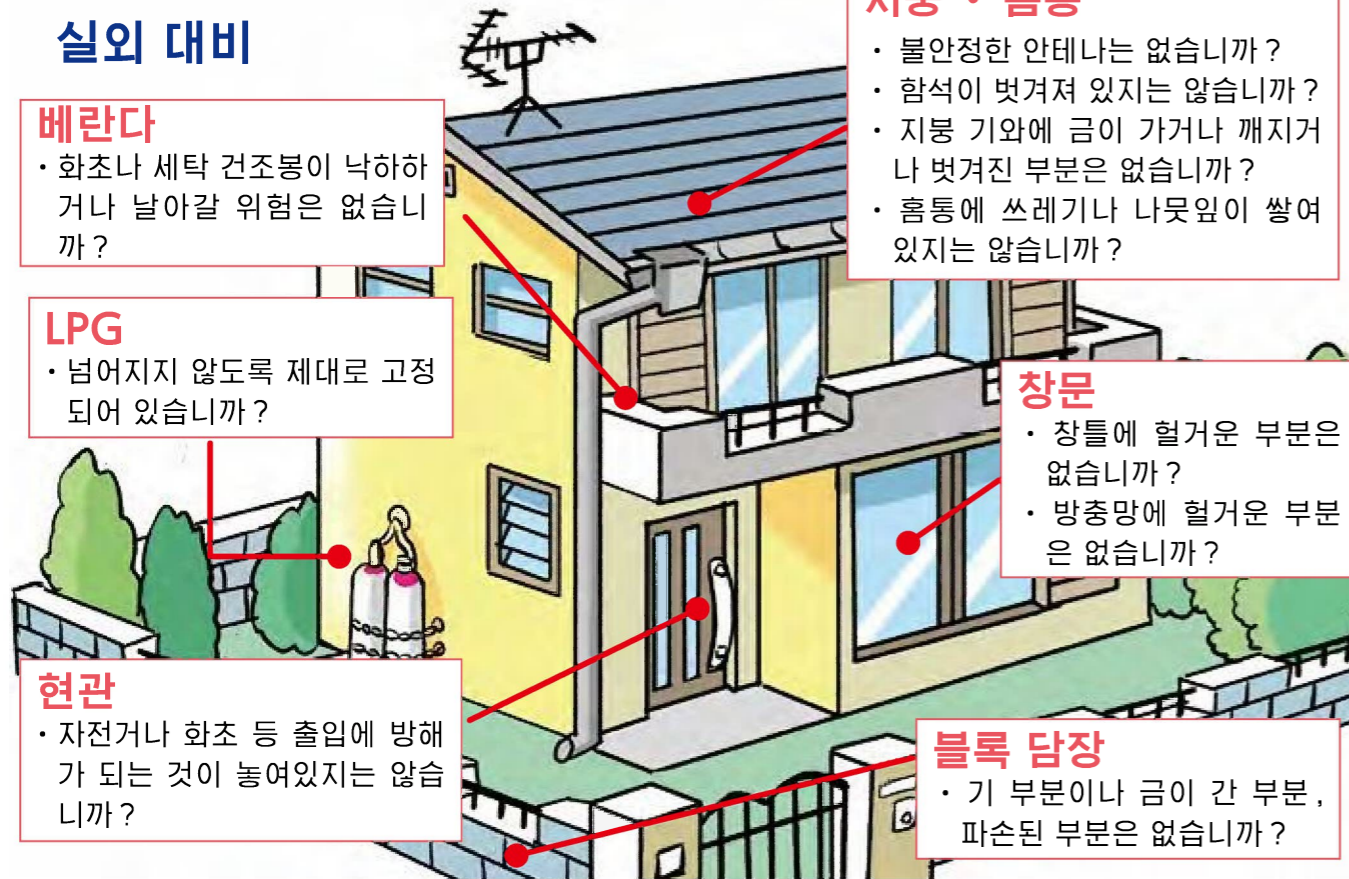 실외 대비
베란다
・화초나 세탁 건조봉이 낙하하
거나 날아갈 위험은 없습니
까?
LPG
・넘어지지 않도록 제대로 고정
되어 있습니까?
현관
・자전거나 화초 등 출입에 방해
가 되는 것이 놓여있지는 않습
니까?
・불안정한 안테나는 없습니까?
・함석이 벗겨져 있지는 않습니까?
・지붕 기와에 금이 가거나 깨지거
나 벗겨진 부분은 없습니까?
・홈통에 쓰레기나 나뭇잎이 쌓여
있지는 않습니까?
창문
・창틀에 헐거운 부분은
없습니까?
・방충망에 헐거운 부분
은 없습니까?
블록 담장
・기 부분이나 금이 간 부분,
파손된 부분은 없습니까?